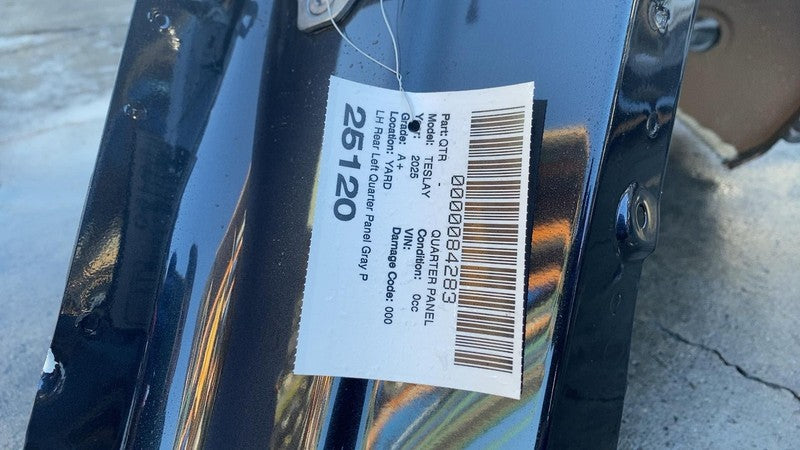 0000084283
Part: QTR - QUARTER PANEL
Model: TESLAY Condition: 0cc
Year: 2025 VIN:
Grade: A+ Damage Code: 000
Location: YARD
LH Rear Left Quarter Panel Gray P
25120